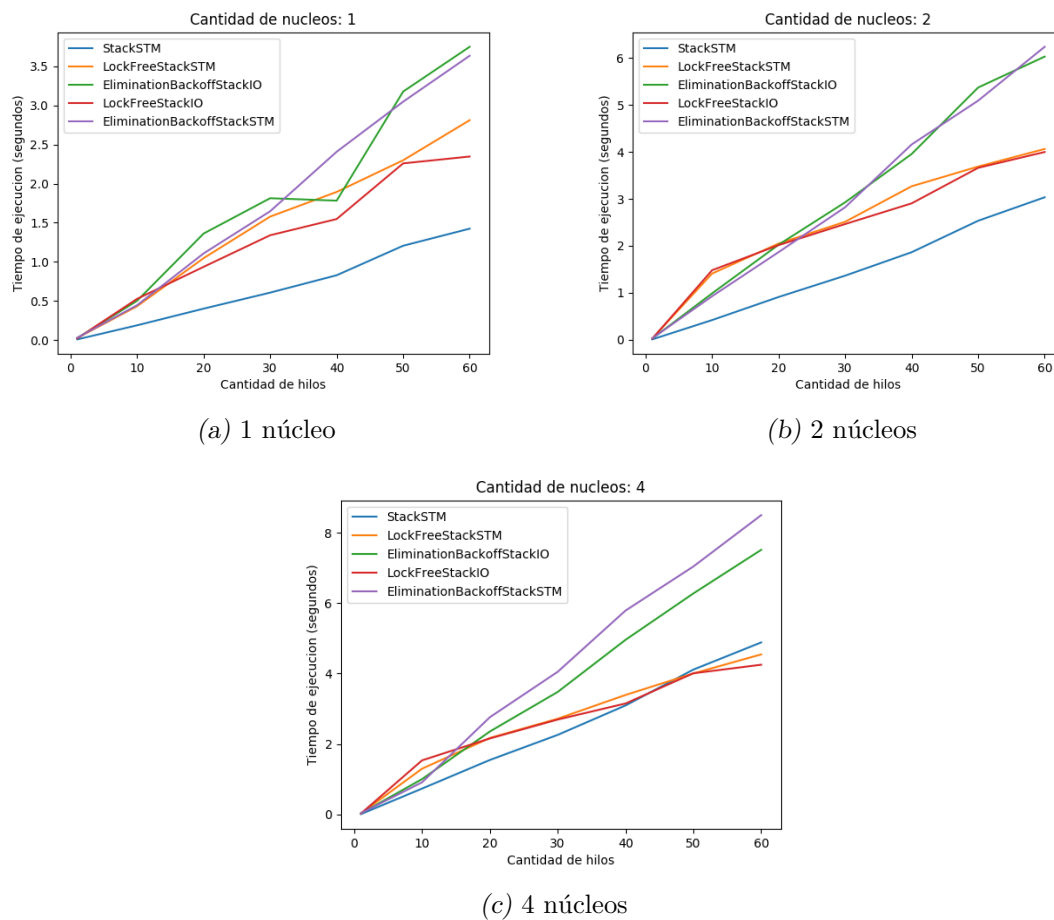 Cantidad de nucleos: 1
StackSTM
LockFreeStackSTM
EliminationBackoffStackIO
LockFreeStackIO
EliminationBackoffStackSTM
Tiempo de ejecucion (segundos)
3.5
3.0
2.5
2.0
1.5
1.0
0.5
0.0
0 10 20 30 40 50 60
Cantidad de hilos
(a) 1 núcleo
Cantidad de nucleos: 2
StackSTM
LockFreeStackSTM
EliminationBackoffStackIO
LockFreeStackIO
EliminationBackoffStackSTM
Tiempo de ejecucion (segundos)
6
5
4
3
2
1
0
0 10 20 30 40 50 60
Cantidad de hilos
(b) 2 núcleos
Cantidad de nucleos: 4
StackSTM
LockFreeStackSTM
EliminationBackoffStackIO
LockFreeStackIO
EliminationBackoffStackSTM
Tiempo de ejecucion (segundos)
8
6
4
2
0
0 10 20 30 40 50 60
Cantidad de hilos
(c) 4 núcleos